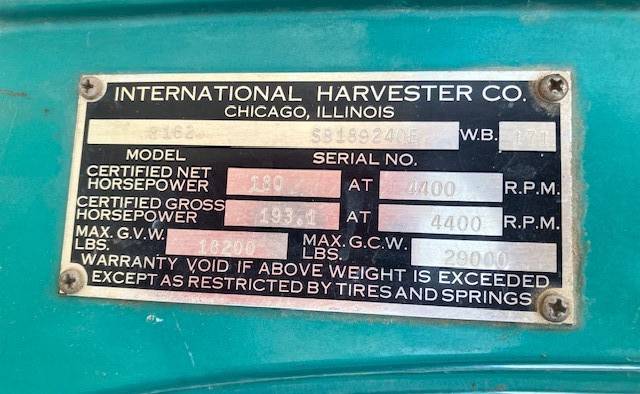 INTERNATIONAL HARVESTER CO.
CHICAGO, ILLINOIS
W.B. 171
MODEL SERIAL NO.
CERTIFIED NET HORSEPOWER 180 AT 4400 R.P.M.
CERTIFIED GROSS HORSEPOWER 193.1 AT 4400 R.P.M.
MAX. G.V.W. LBS. 18200 MAX. G.C.W. LBS. 29000
WARRANTY VOID IF ABOVE WEIGHT IS EXCEEDED
EXCEPT AS RESTRICTED BY TIRES AND SPRINGS